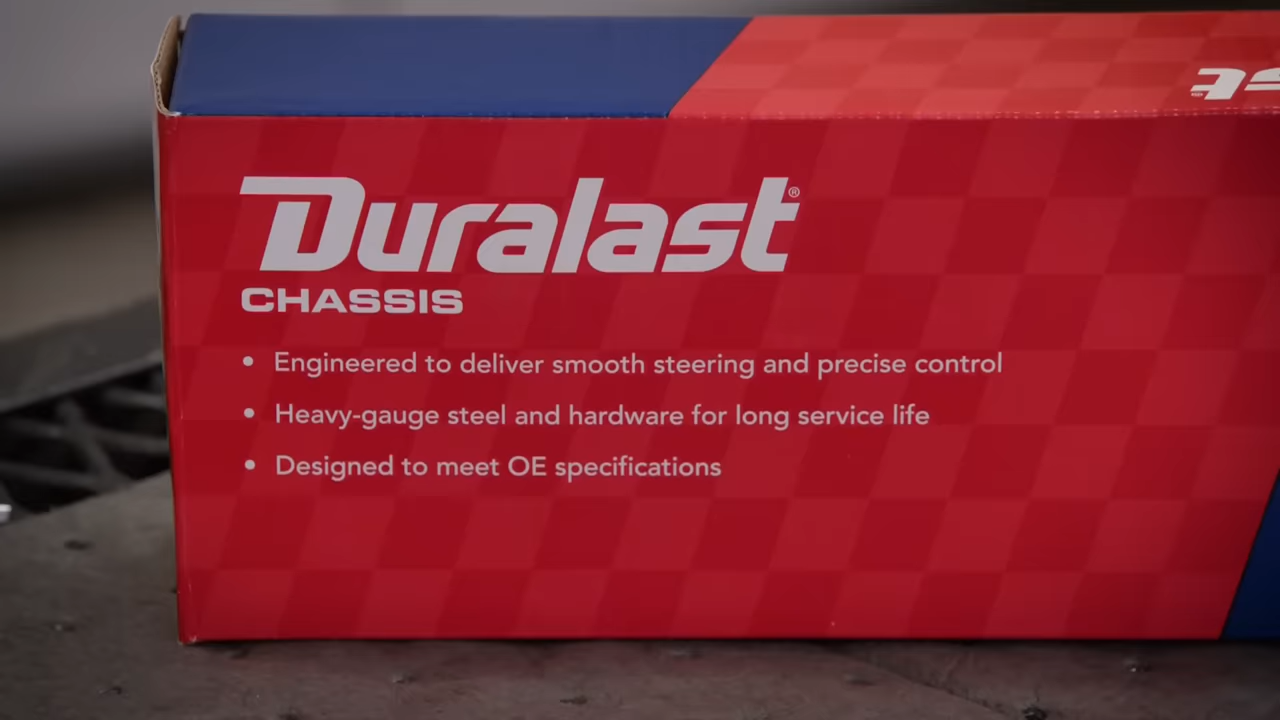 Duralast®
CHASSIS
• Engineered to deliver smooth steering and precise control
• Heavy-gauge steel and hardware for long service life
• Designed to meet OE specifications